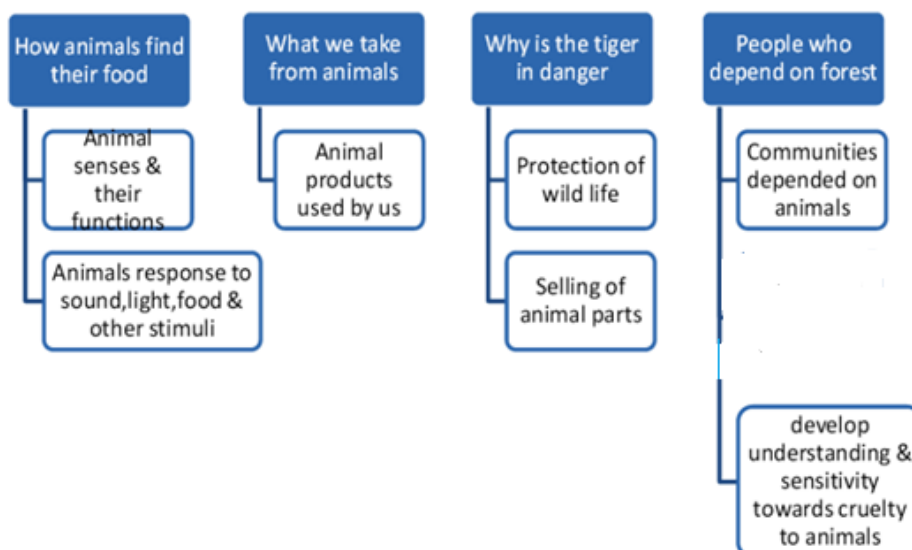 How animals find
their food
Animal
senses &
their
functions
Animals response to
sound,light,food &
other stimuli
What we take
from animals
Animal
products
used by us
Why is the tiger
in danger
Protection of
wild life
Selling of
animal parts
People who
depend on forest
Communities
depended on
animals
develop
understanding &
sensitivity
towards cruelty
to animals